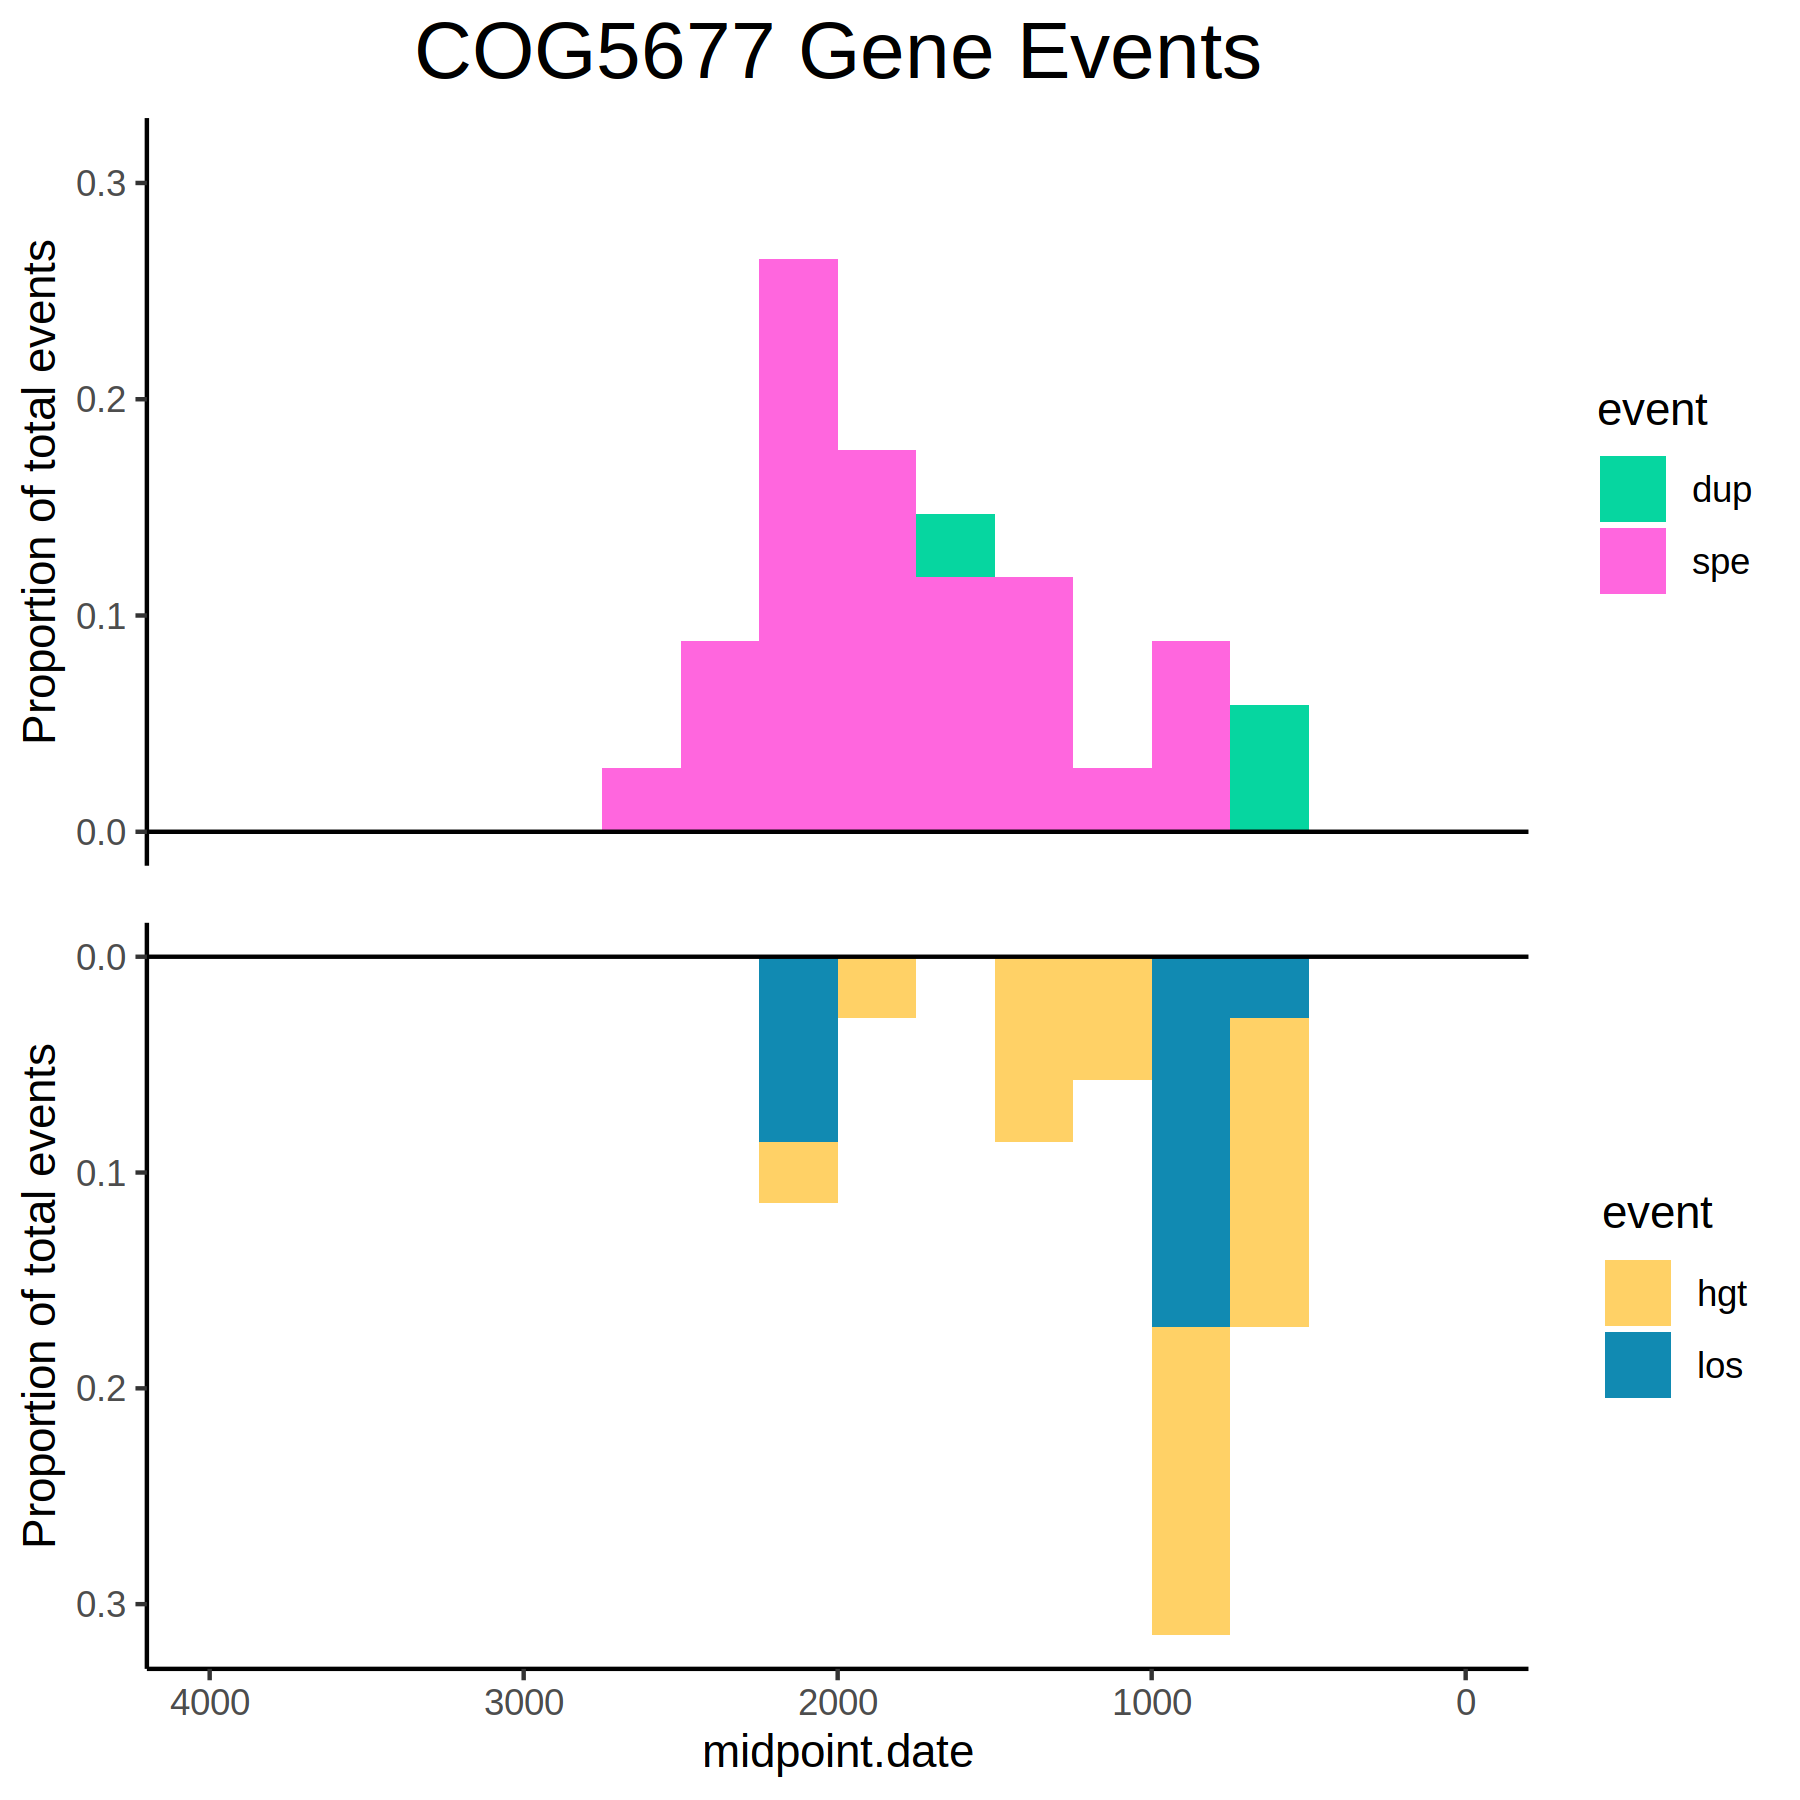 COG5677 Gene Events
Proportion of total events
0.3
0.2
0.1
0.0
event
dup
spe
Proportion of total events
0.0
0.1
0.2
0.3
event
hgt
los
4000 3000 2000 1000 0
midpoint.date